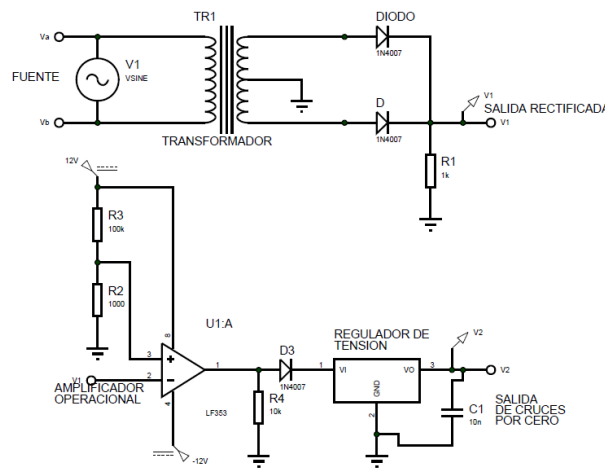 TR1
DIODO
Va
1N4007
V1
VSINE
FUENTE
V1
SALIDA RECTIFICADA
D
V1
Vb
1N4007
TRANSFORMADOR
R1
1k
12V
R3
100k
R2
1000
U1:A
REGULADOR DE
TENSION
V2
8
D3
3
1
1
VI
VO
3
V2
V1
2
1N4007
GND
AMPLIFICADOR
OPERACIONAL
4
LF353
R4
10k
2
C1
10n
SALIDA
DE CRUCES
POR CERO
-12V